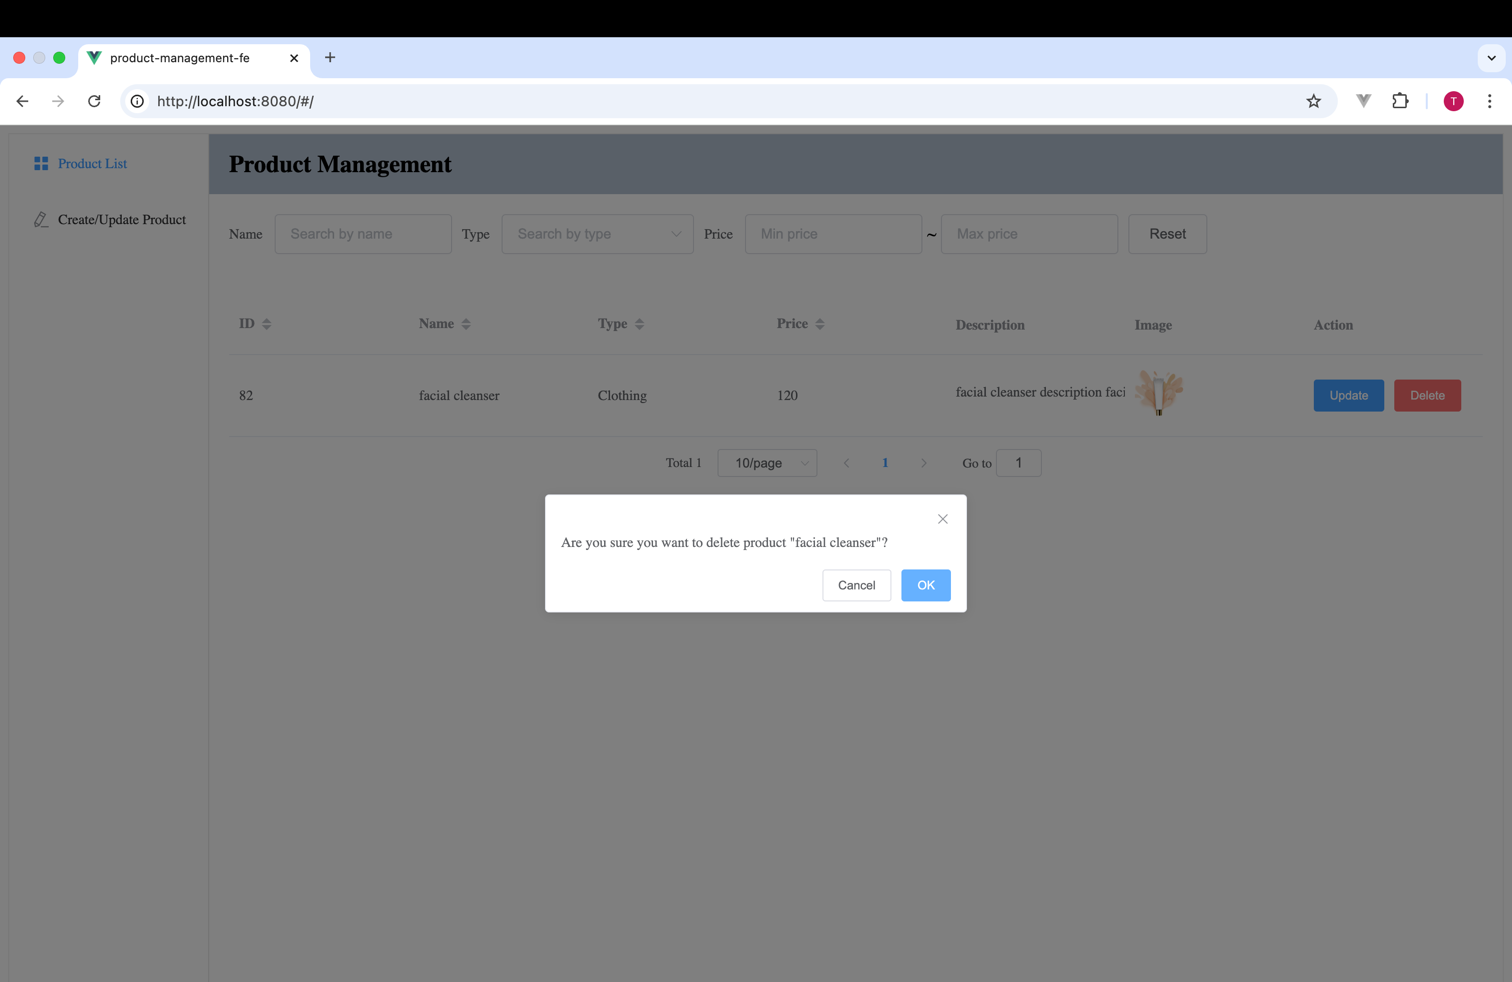 product-management-fe
http://localhost:8080/#/
T
Product List
Create/Update Product
Product Management
Name Search by name Type Search by type Price Min price ~ Max price Reset
ID Name Type Price Description Image Action
82 facial cleanser Clothing 120 facial cleanser description faci Update Delete
Total 1 10/page 1 Go to 1
Are you sure you want to delete product "facial cleanser"?
Cancel OK